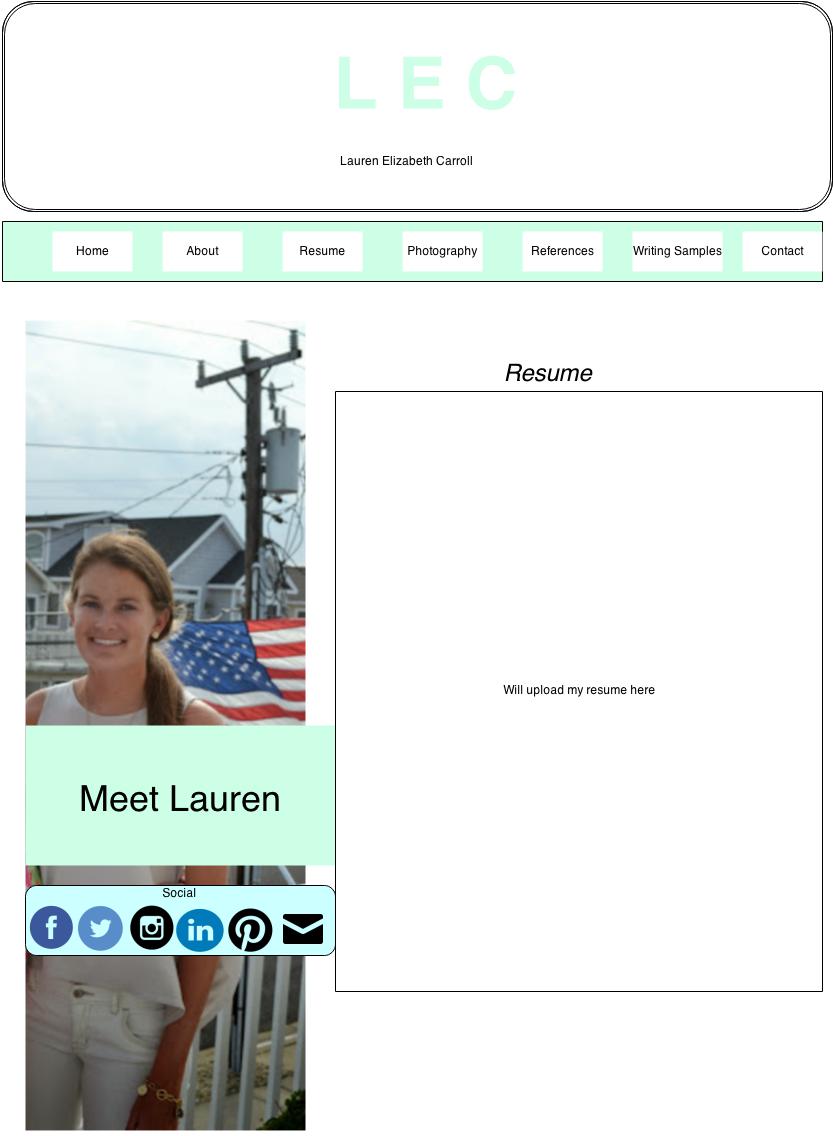 L E C
Lauren Elizabeth Carroll
Home
About
Resume
Photography
References
Writing Samples
Contact
Resume
Will upload my resume here
Meet Lauren
Social